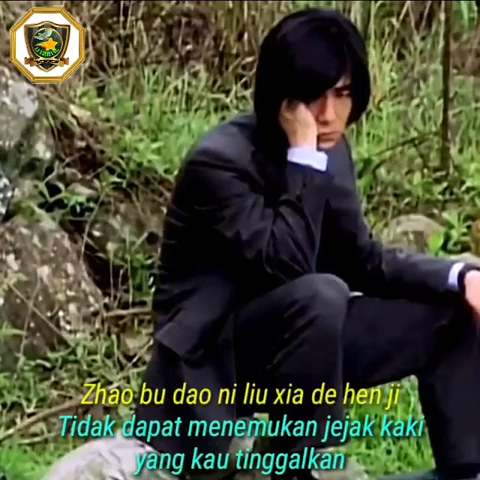 Zhao bu dao ni liu xia de hen ji
Tidak dapat menemukan jejak kaki
yang kau tinggalkan